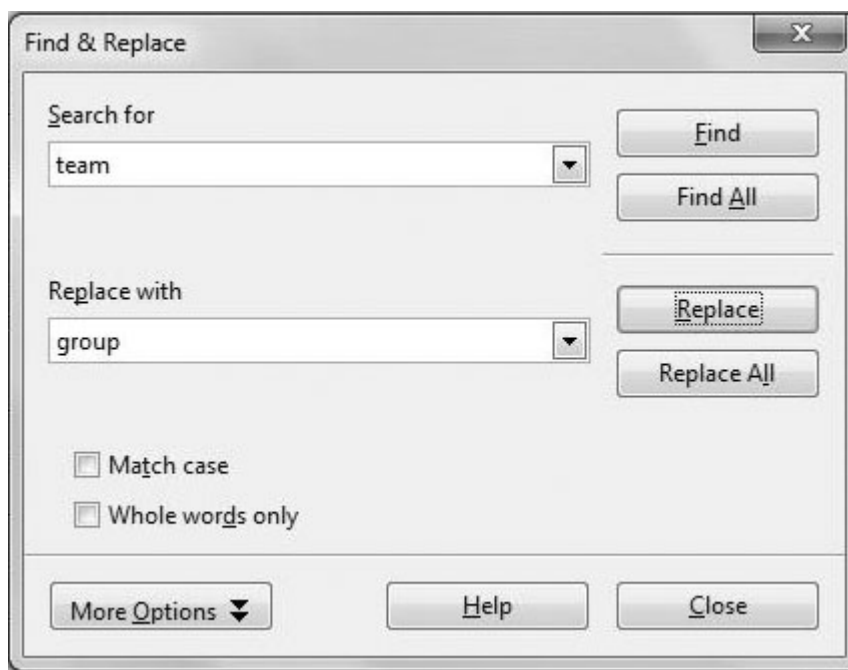 Find & Replace
Search for
team
Find
Find All
Replace with
group
Replace
Replace All
Match case
Whole words only
More Options
Help
Close